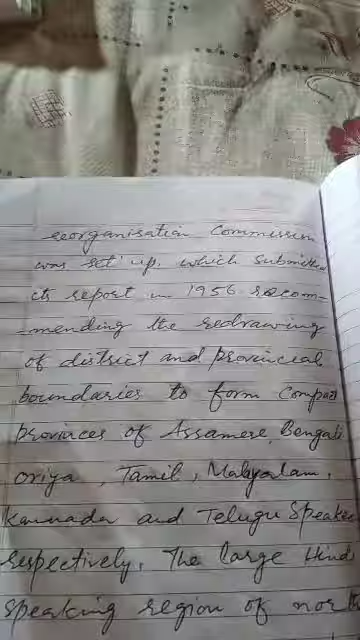 reorganisation Commission
was set up. which submitted
its report in 1956 recom-
-mending the redrawing
of district and provincial
boundaries to form Compact
provinces of Assamese, Bengali
oriya, Tamil, Malyalam,
Kannada and Telugu Speake
respectively. The large Hindi
speaking region of north